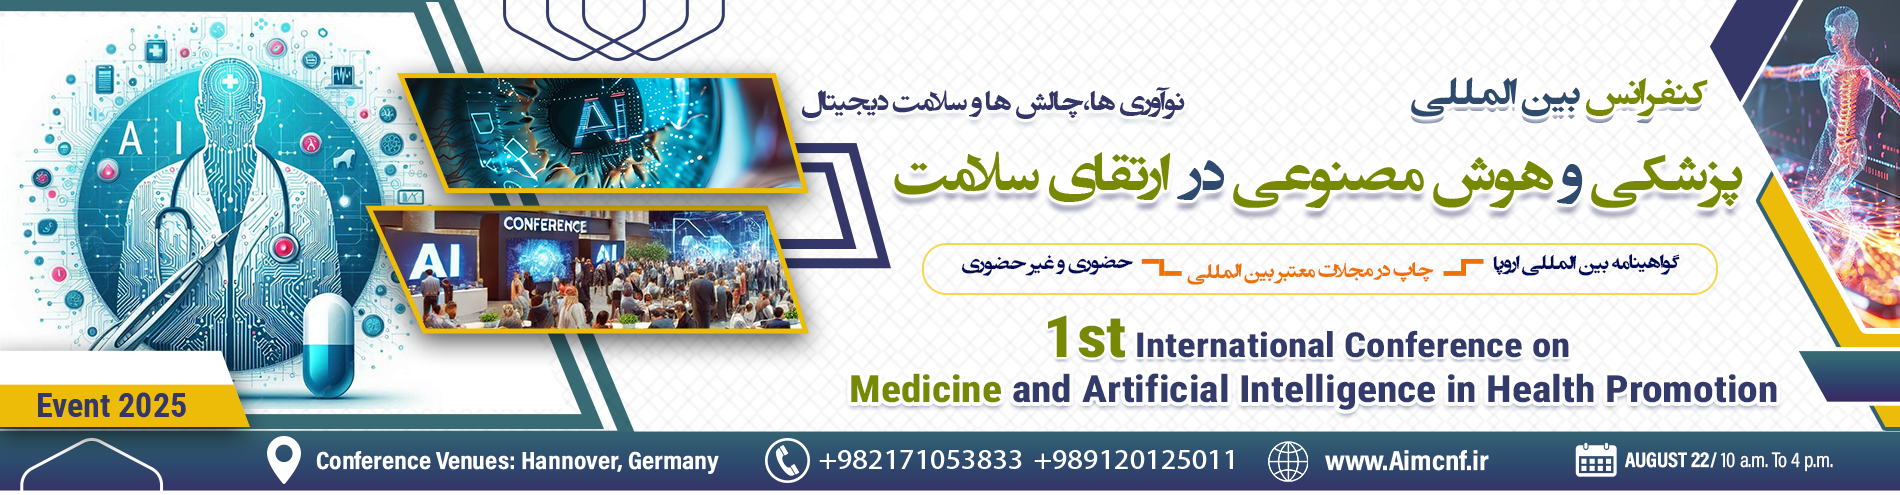 کنفرانس بین المللی
نوآوری ها،چالش ها و سلامت دیجیتال
پزشکی و هوش مصنوعی در ارتقای سلامت
گواهینامه بین المللی اروپا چاپ در مجلات معتبر بین المللی حضوری و غیر حضوری
1st International Conference on
Medicine and Artificial Intelligence in Health Promotion
A I
AI
CONFERENCE
AI AI
Event 2025
Conference Venues: Hannover, Germany +982171053833 +989120125011 www.Aimcnf.ir AUGUST 22/ 10 a.m. To 4 p.m.